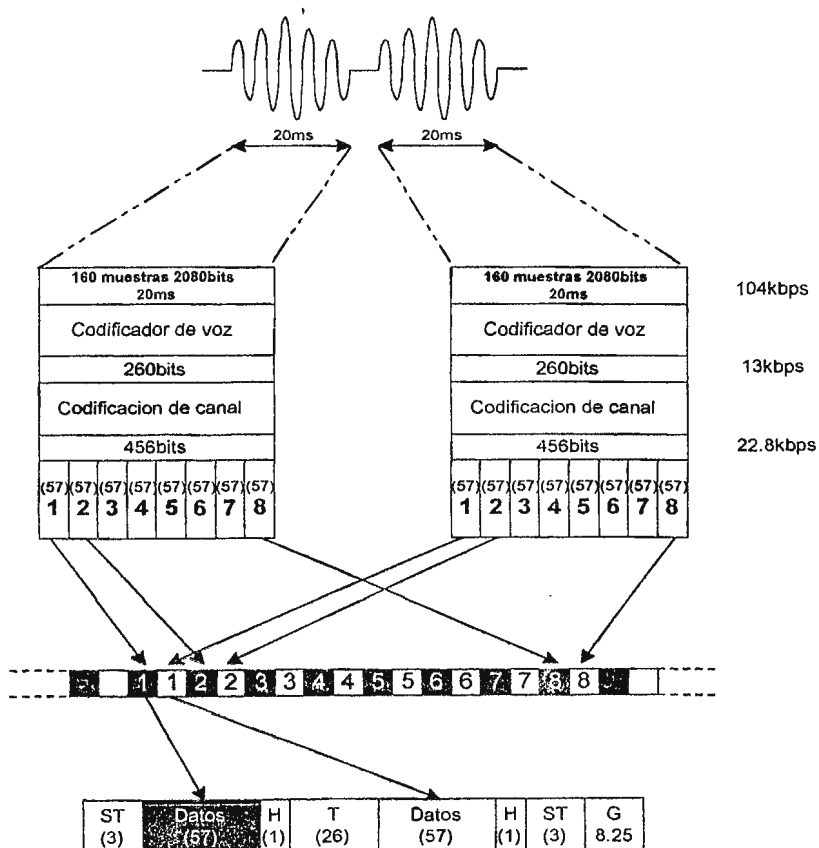 20ms 20ms
160 muestras 2080bits
20ms
Codificador de voz
260bits
Codificacion de canal
456bits
(57) (57) (57) (57) (57) (57) (57) (57)
1 2 3 4 5 6 7 8
160 muestras 2080bits
20ms
Codificador de voz
260bits
Codificacion de canal
456bits
(57) (57) (57) (57) (57) (57) (57) (57)
1 2 3 4 5 6 7 8
104kbps
13kbps
22.8kbps
1 1 2 2 3 3 4 4 5 5 6 6 7 7 8 8
ST Datos H T Datos H ST G
(3) (57) (1) (26) (57) (1) (3) 8.25